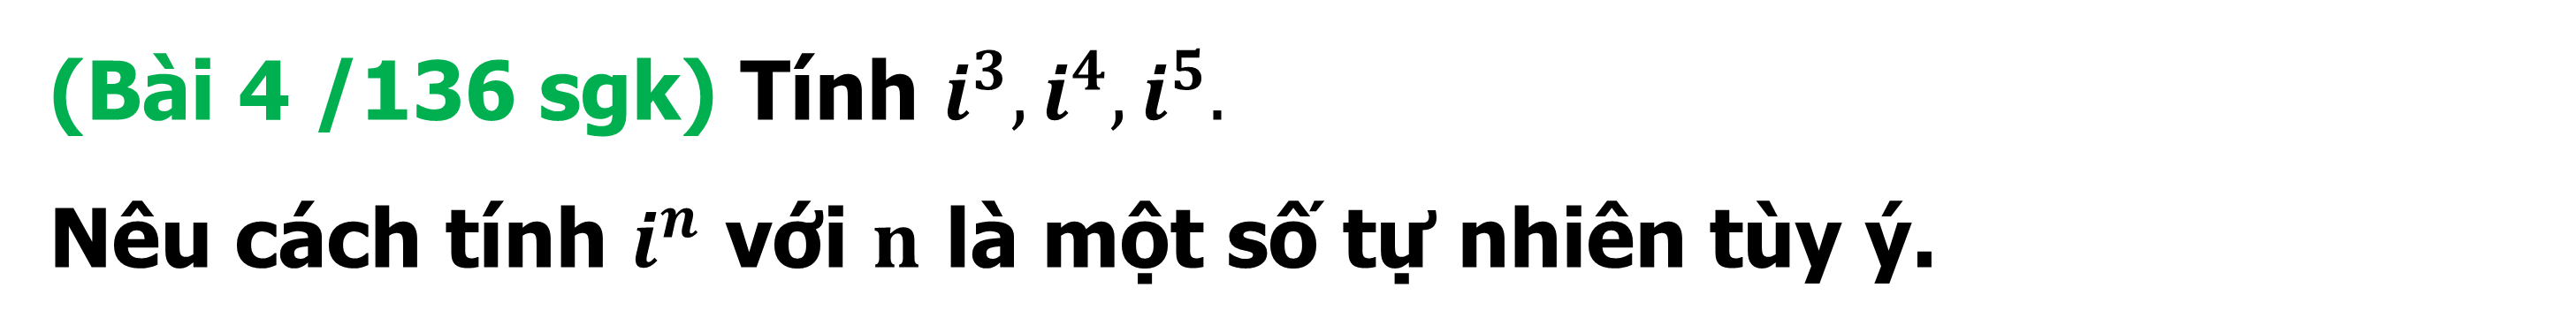 (Bài 4 /136 sgk) Tính 𝒊³, 𝒊⁴, 𝒊⁵.
Nêu cách tính 𝒊ⁿ với n là một số tự nhiên tùy ý.